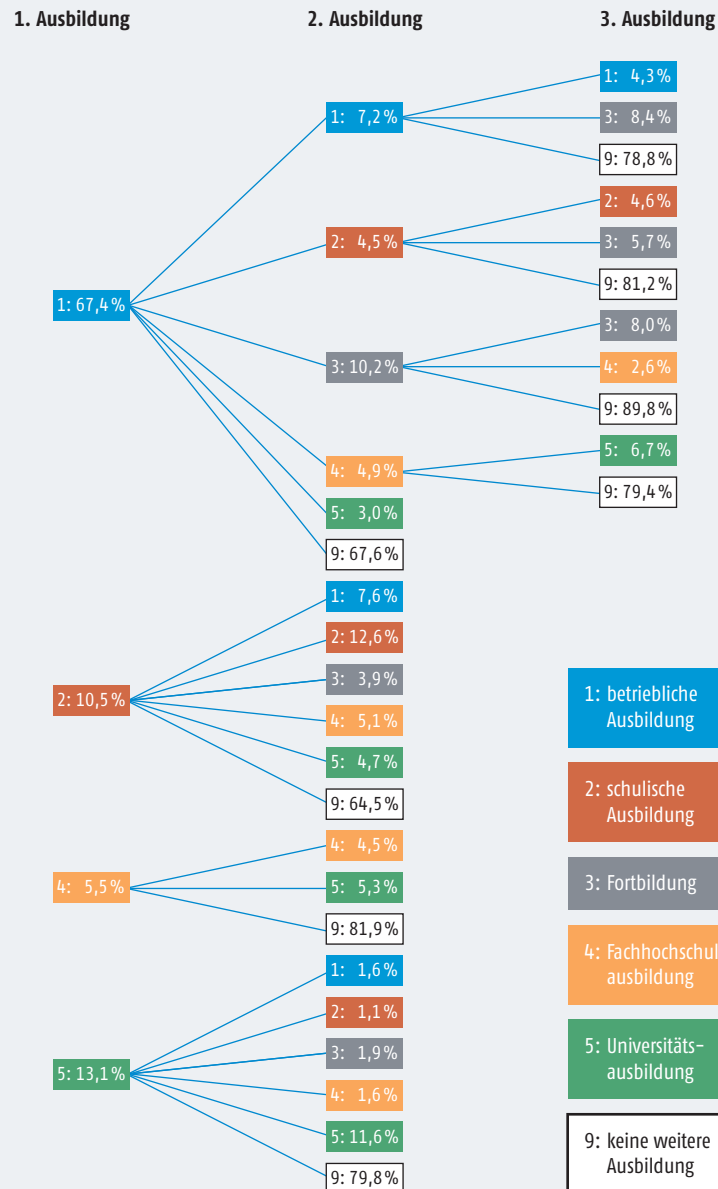 1. Ausbildung
2. Ausbildung
3. Ausbildung
1: 67,4 %
1: 7,2 %
1: 4,3 %
3: 8,4 %
9: 78,8 %
2: 4,5 %
2: 4,6 %
3: 5,7 %
9: 81,2 %
3: 10,2 %
3: 8,0 %
4: 2,6 %
9: 89,8 %
4: 4,9 %
5: 6,7 %
9: 79,4 %
5: 3,0 %
9: 67,6 %
2: 10,5 %
1: 7,6 %
2: 12,6 %
3: 3,9 %
4: 5,1 %
5: 4,7 %
9: 64,5 %
4: 5,5 %
4: 4,5 %
5: 5,3 %
9: 81,9 %
5: 13,1 %
1: 1,6 %
2: 1,1 %
3: 1,9 %
4: 1,6 %
5: 11,6 %
9: 79,8 %
1: betriebliche
Ausbildung
2: schulische
Ausbildung
3: Fortbildung
4: Fachhochschul
ausbildung
5: Universitäts-
ausbildung
9: keine weitere
Ausbildung